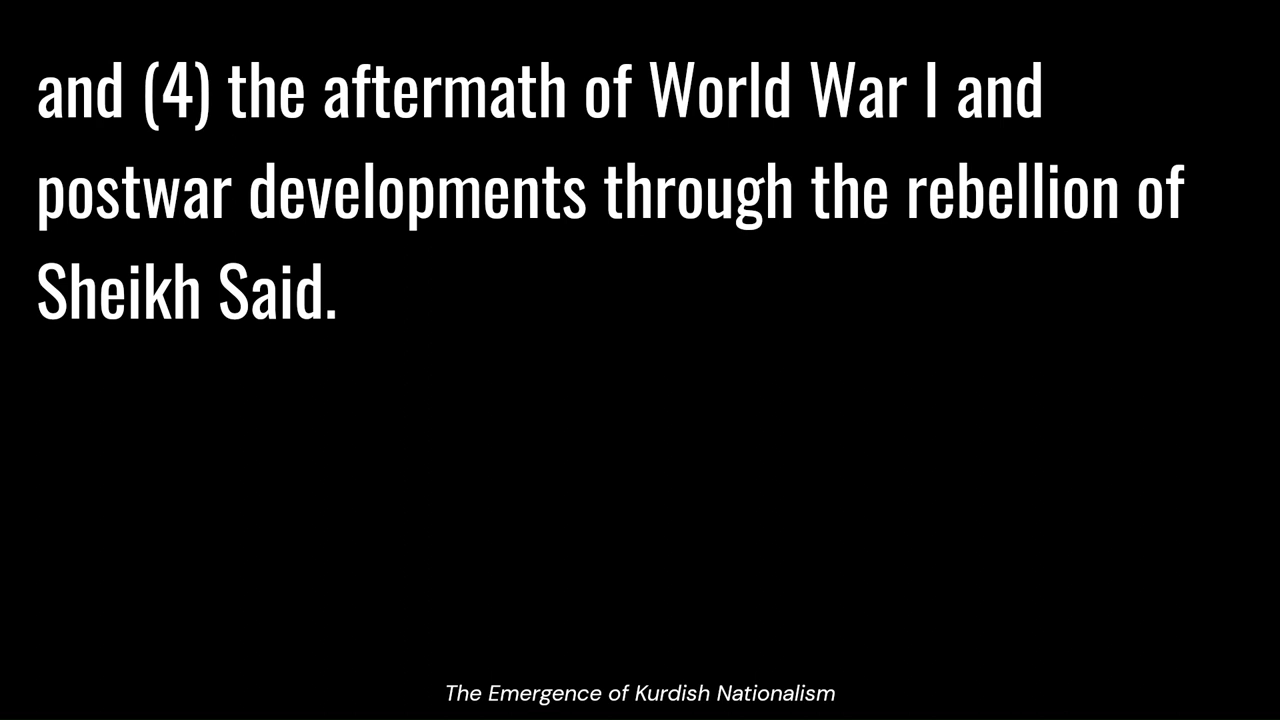 and (4) the aftermath of World War I and
postwar developments through the rebellion of
Sheikh Said.
The Emergence of Kurdish Nationalism